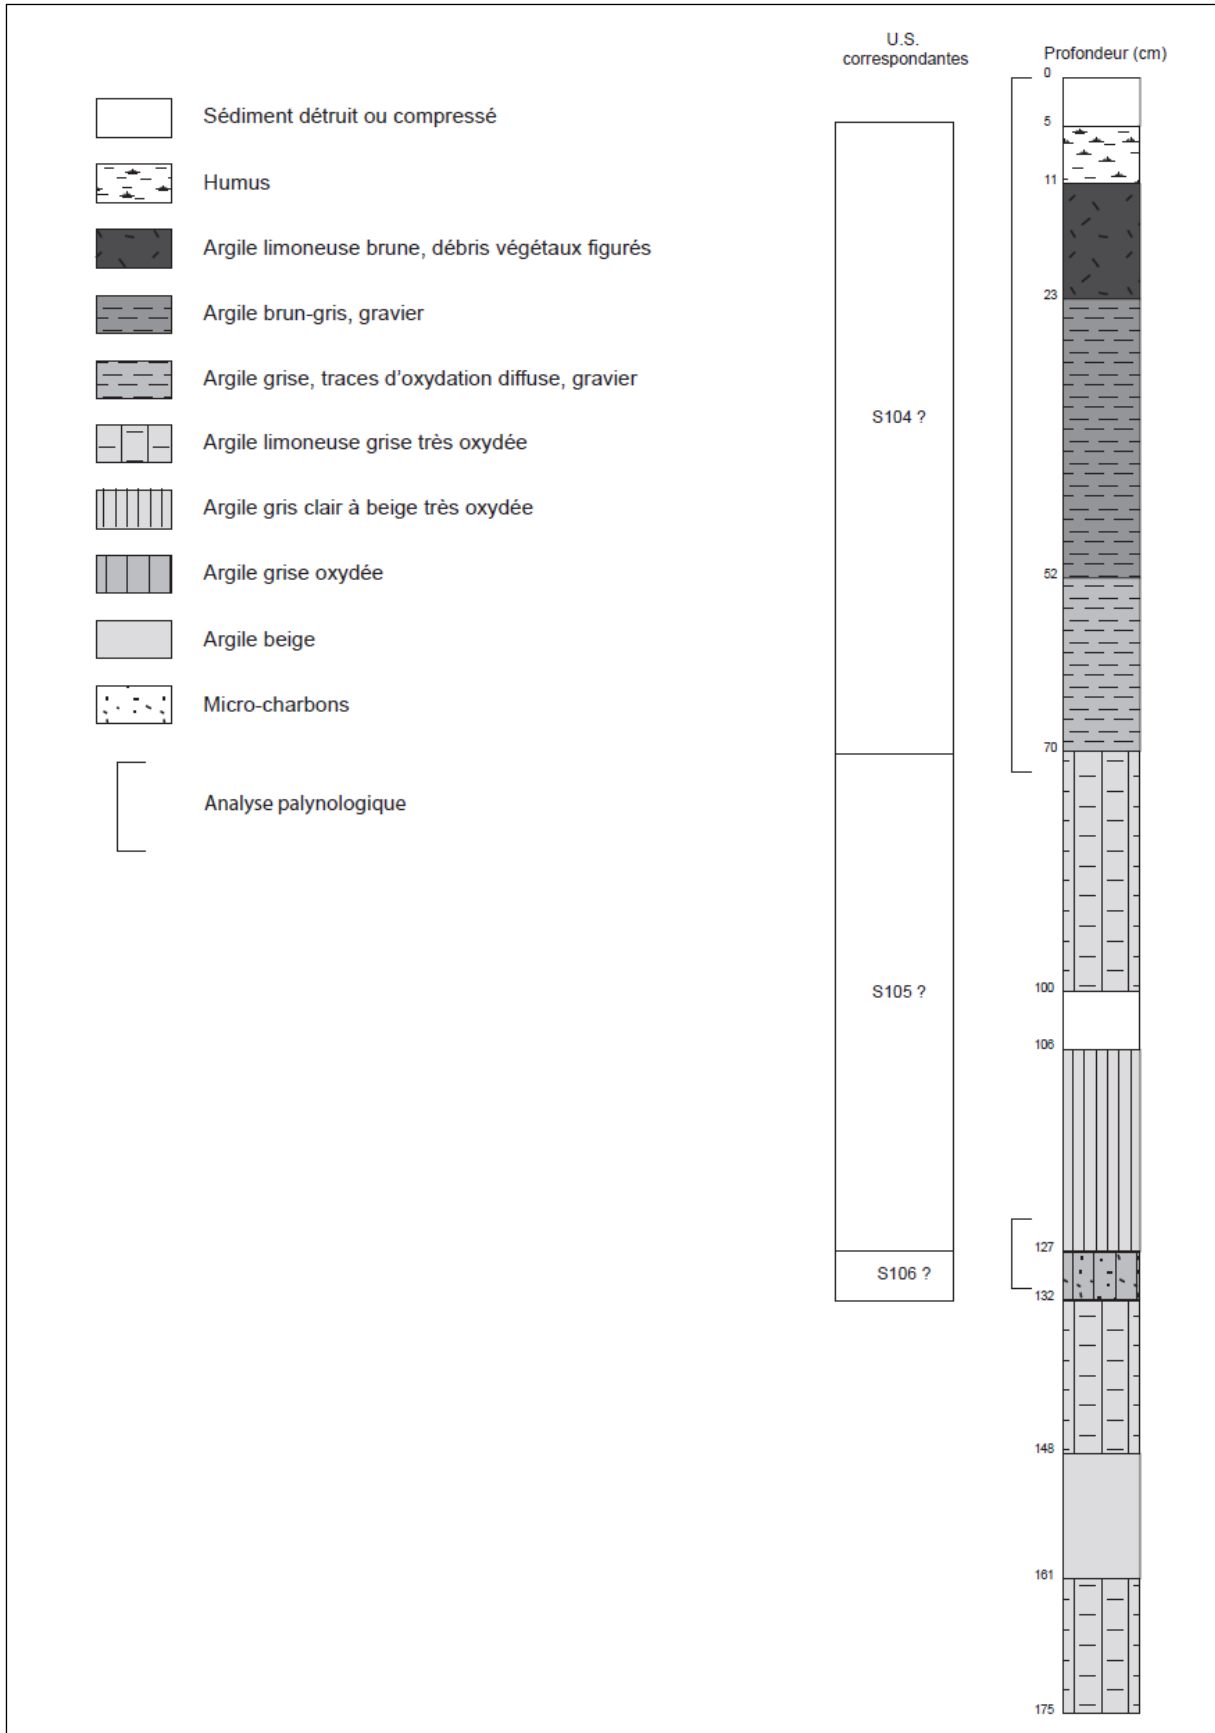 U.S.
correspondantes
Profondeur (cm)
Sédiment détruit ou compressé
Humus
Argile limoneuse brune, débris végétaux figurés
Argile brun-gris, gravier
Argile grise, traces d'oxydation diffuse, gravier
Argile limoneuse grise très oxydée
Argile gris clair à beige très oxydée
Argile grise oxydée
Argile beige
Micro-charbons
Analyse palynologique
S104 ?
S105 ?
S106 ?
0
5
11
23
52
70
100
106
127
132
148
161
175